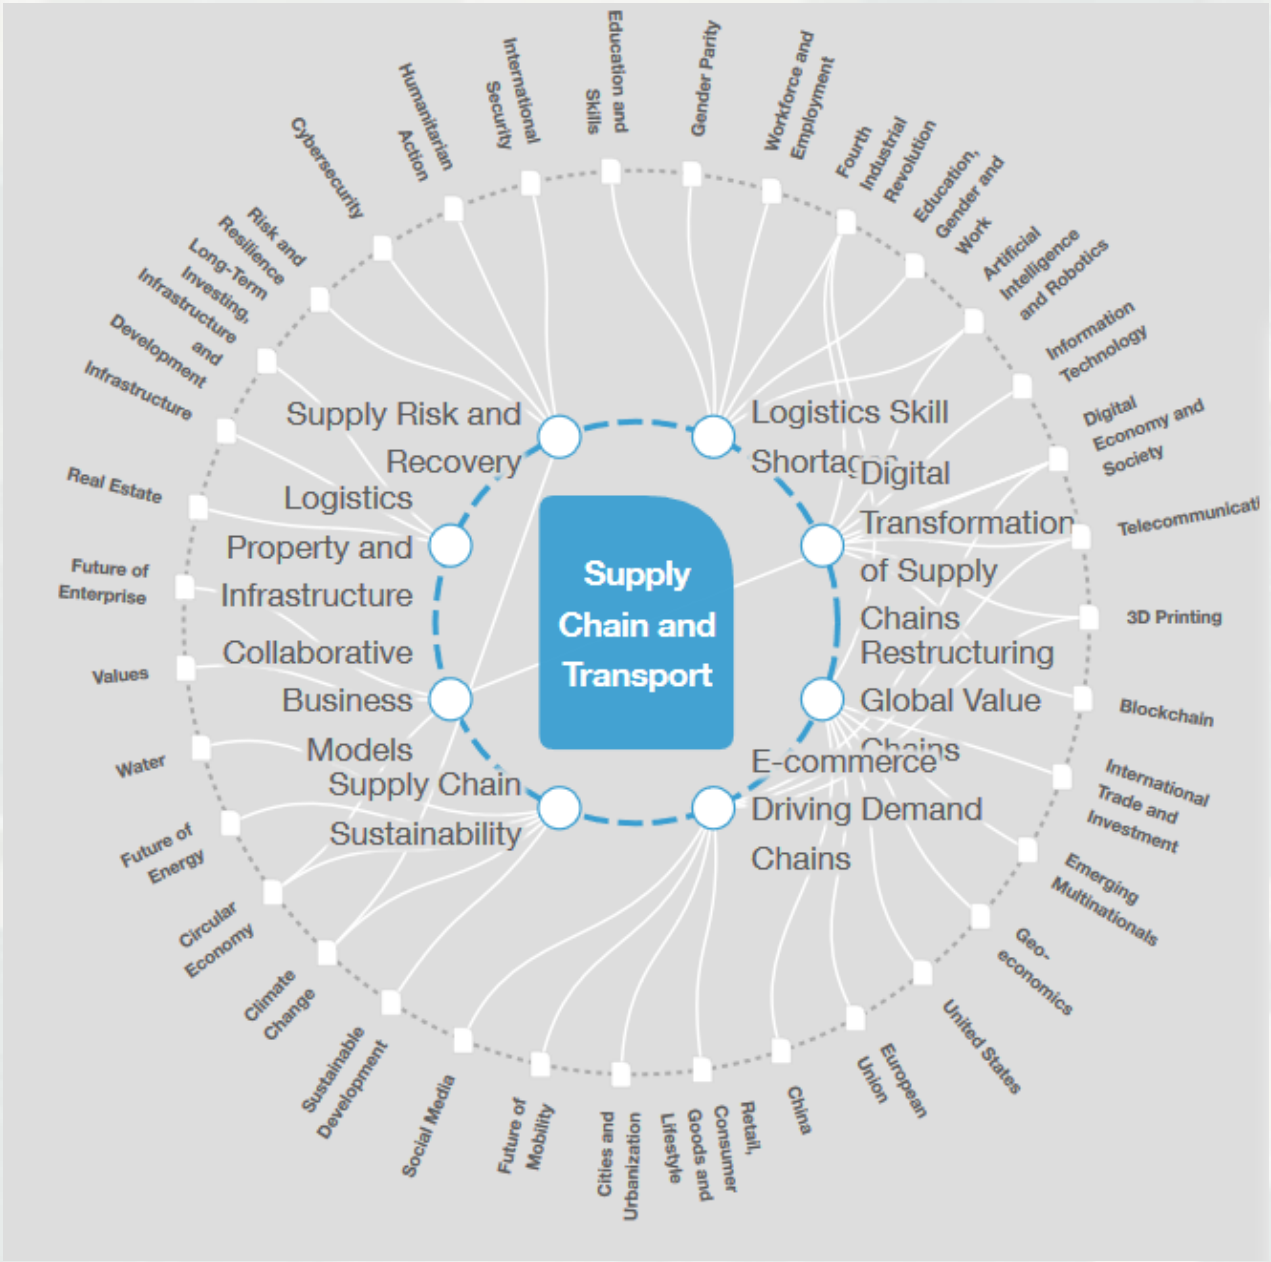 Supply
Chain and
Transport
Supply Risk and
Recovery
Logistics
Property and
Infrastructure
Collaborative
Business
Models
Supply Chain
Sustainability
Logistics Skill
Shortages
Digital
Transformation
of Supply
Chains
Restructuring
Global Value
Chains
E-commerce
Driving Demand
Chains
Education and
Skills
Gender Parity
Workforce and
Employment
Fourth
Industrial
Revolution
Education,
Gender and
Work
Artificial
Intelligence
and Robotics
Information
Technology
Digital
Economy and
Society
Telecommunicati
3D Printing
Blockchain
International
Trade and
Investment
Emerging
Multinationals
Geo-
economics
United States
European
Union
China
Retail,
Consumer
Goods and
Lifestyle
Cities and
Urbanization
Future of
Mobility
Social Media
Sustainable
Development
Climate
Change
Circular
Economy
Future of
Energy
Water
Values
Future of
Enterprise
Real Estate
Infrastructure
Long-Term
Investing,
Infrastructure
and
Development
Risk and
Resilience
Cybersecurity
Humanitarian
Action
International
Security